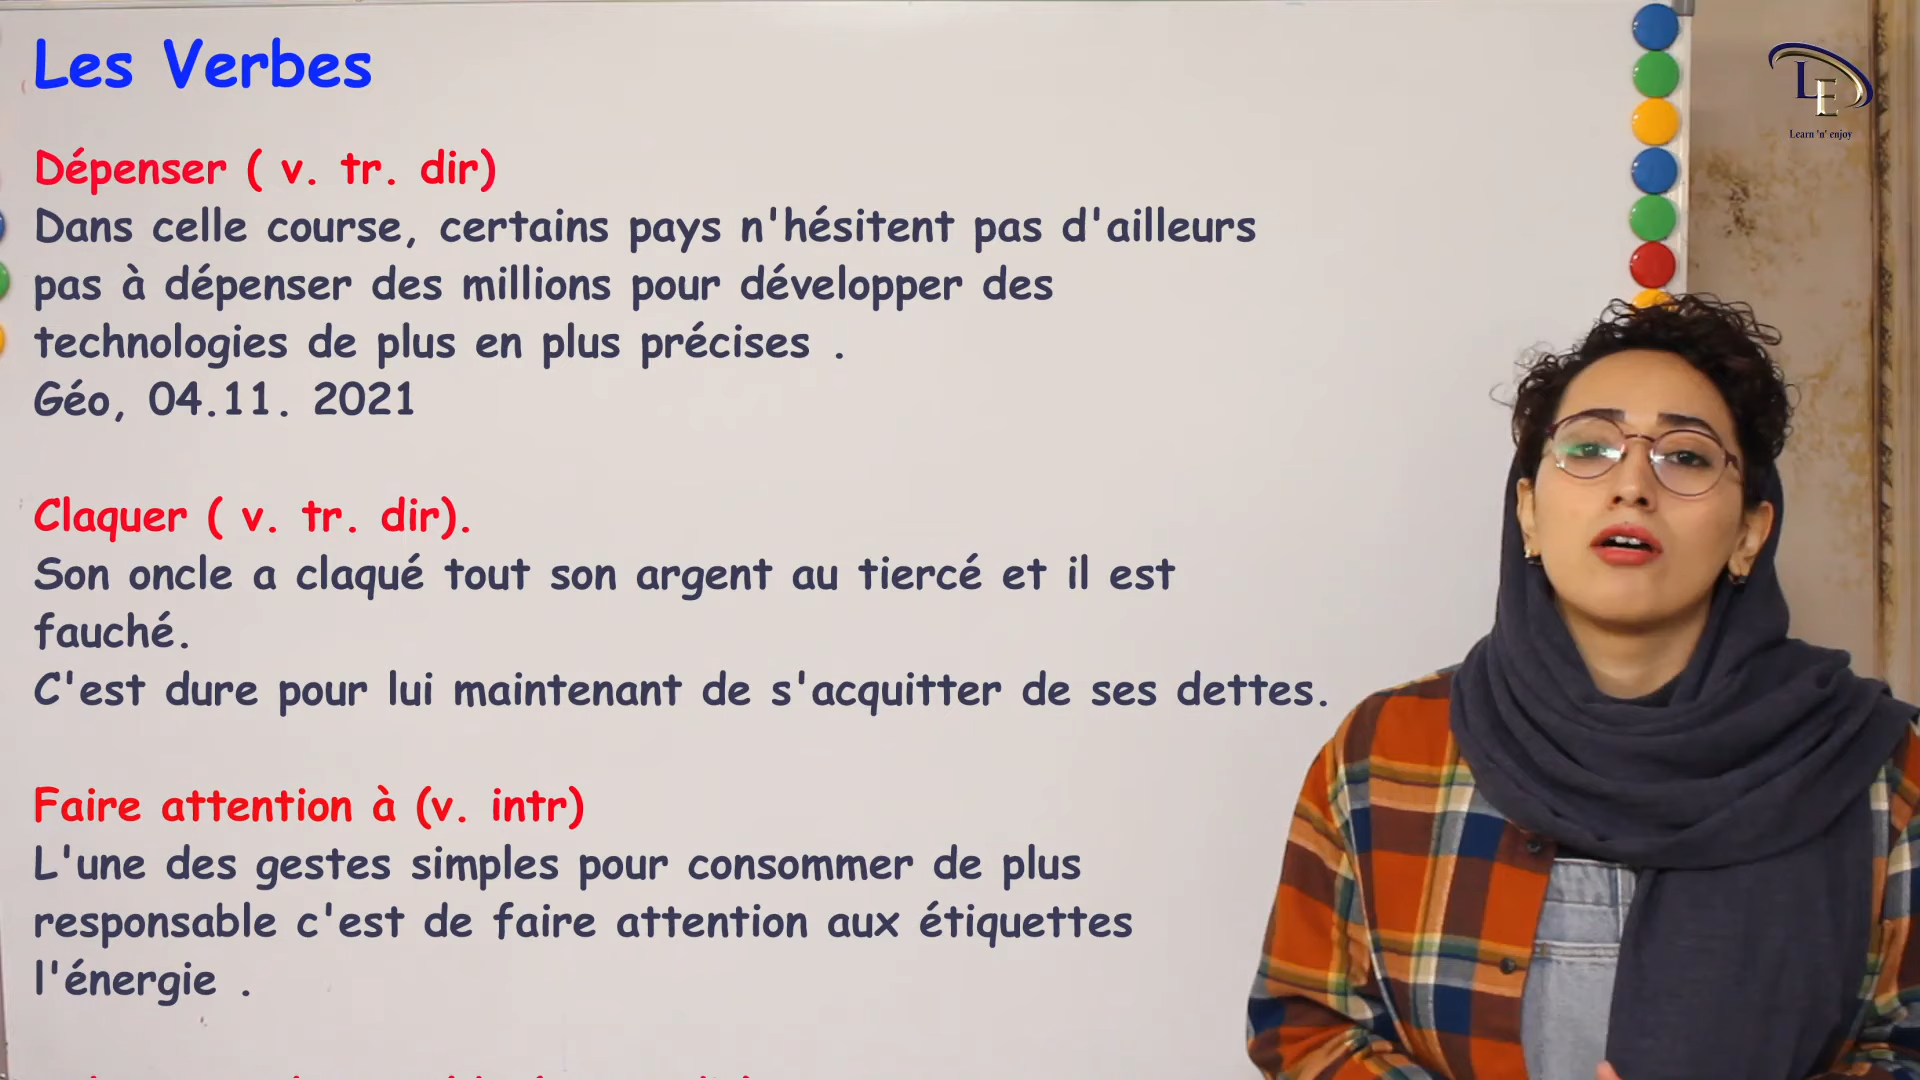 Les Verbes
Dépenser ( v. tr. dir)
Dans celle course, certains pays n'hésitent pas d'ailleurs
pas à dépenser des millions pour développer des
technologies de plus en plus précises .
Géo, 04.11. 2021
Claquer ( v. tr. dir).
Son oncle a claqué tout son argent au tiercé et il est
fauché.
C'est dure pour lui maintenant de s'acquitter de ses dettes.
Faire attention à (v. intr)
L'une des gestes simples pour consommer de plus
responsable c'est de faire attention aux étiquettes
l'énergie .
LE
Learn 'n' enjoy